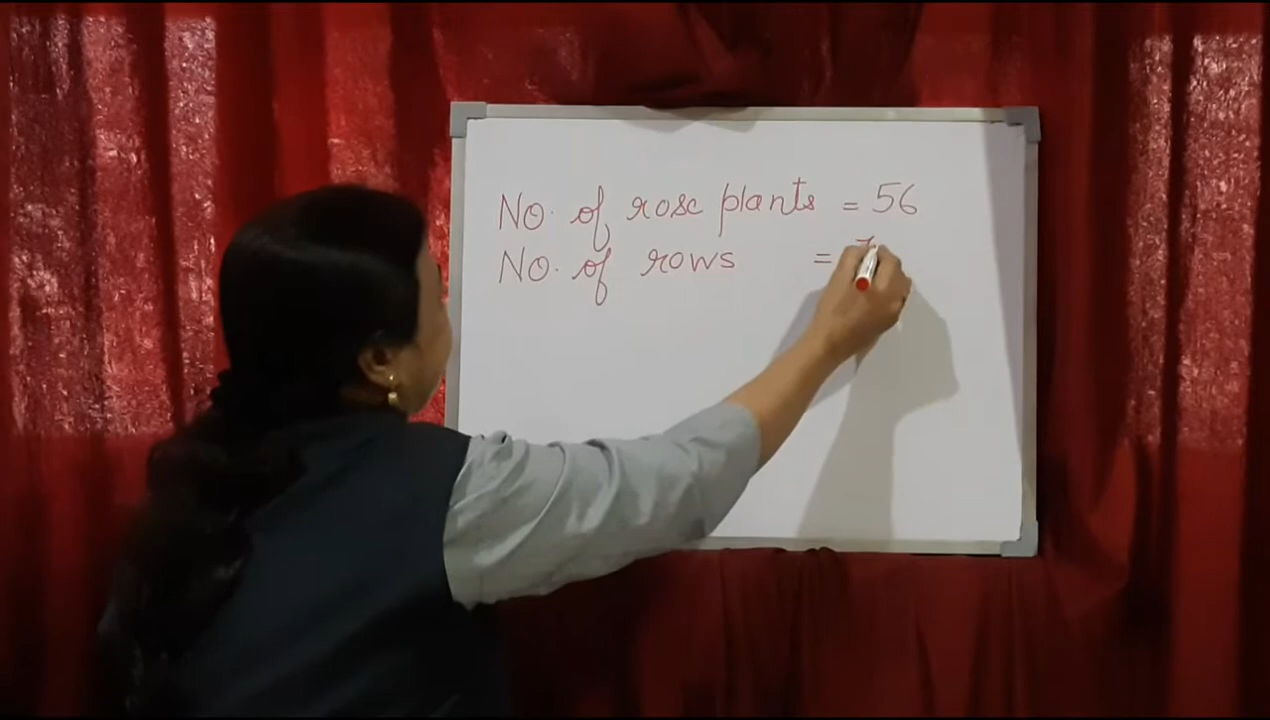 No. of rose plants = 56
No. of rows =